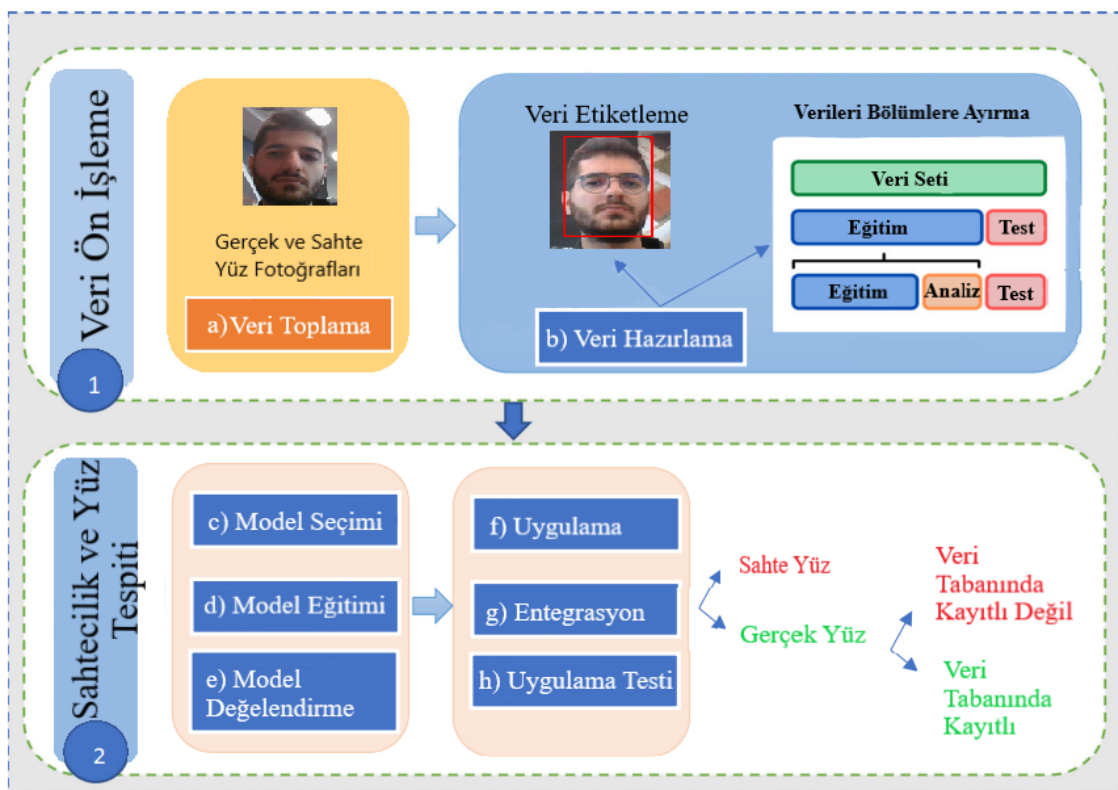 Veri Ön İşleme
1
Gerçek ve Sahte
Yüz Fotoğrafları
a)Veri Toplama
Veri Etiketleme
b) Veri Hazırlama
Verileri Bölümlere Ayırma
Veri Seti
Eğitim
Test
Eğitim
Analiz
Test
Sahtecilik ve Yüz
Tespiti
2
c) Model Seçimi
d) Model Eğitimi
e) Model
Değelendirme
f) Uygulama
g) Entegrasyon
h) Uygulama Testi
Sahte Yüz
Gerçek Yüz
Veri
Tabanında
Kayıtlı Değil
Veri
Tabanında
Kayıtlı